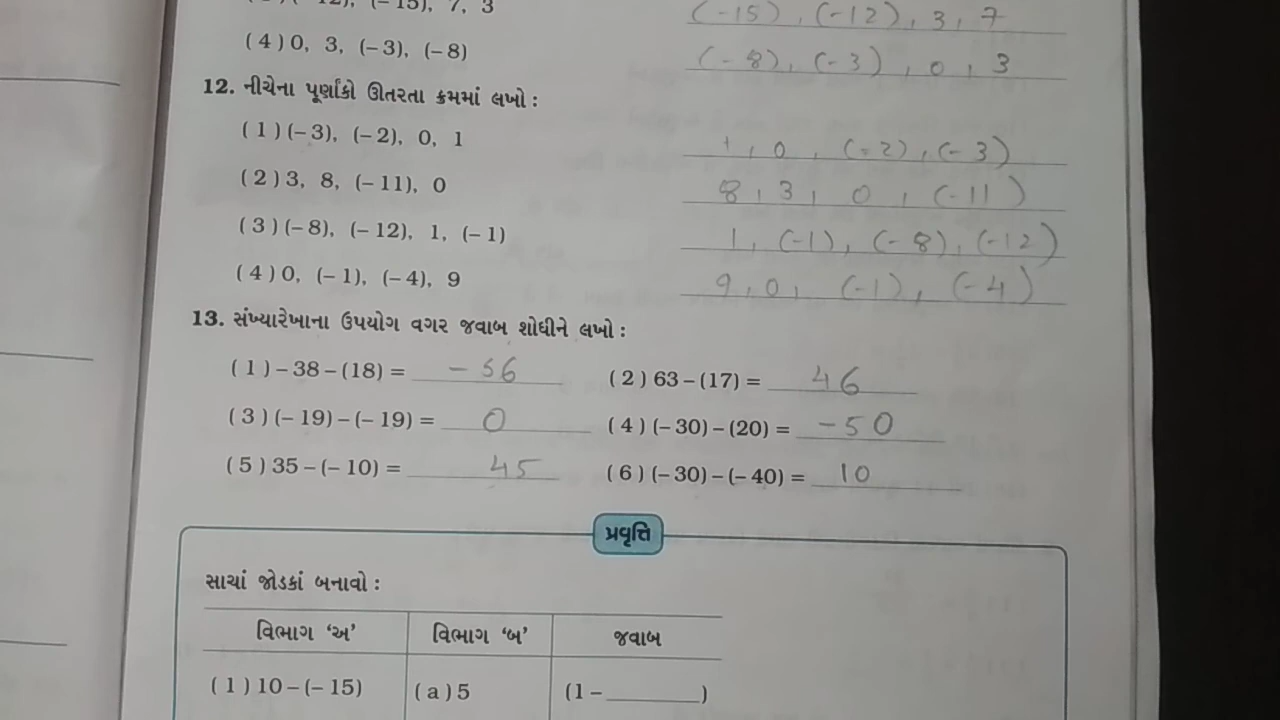 (-15), 7, 3 (-15), (-12), 3, 7
(4) 0, 3, (-3), (-8) (-8), (-3), 0, 3
12. નીચેના પૂર્ણાંકો ઊતરતા ક્રમમાં લખો :
(1) (-3), (-2), 0, 1 1, 0, (-2), (-3)
(2) 3, 8, (-11), 0 8, 3, 0, (-11)
(3) (-8), (-12), 1, (-1) 1, (-1), (-8), (-12)
(4) 0, (-1), (-4), 9 9, 0, (-1), (-4)
13. સંખ્યારેખાના ઉપયોગ વગર જવાબ શોધીને લખો :
(1) -38-(18) = -56 (2) 63-(17) = 46
(3) (-19)-(-19) = 0 (4) (-30)-(20) = -50
(5) 35-(-10) = 45 (6) (-30)-(-40) = 10
પ્રવૃત્તિ
સાચાં જોડકાં બનાવો :
વિભાગ ‘અ’ વિભાગ ‘બ’ જવાબ
(1) 10-(-15) (a) 5 (1-______)